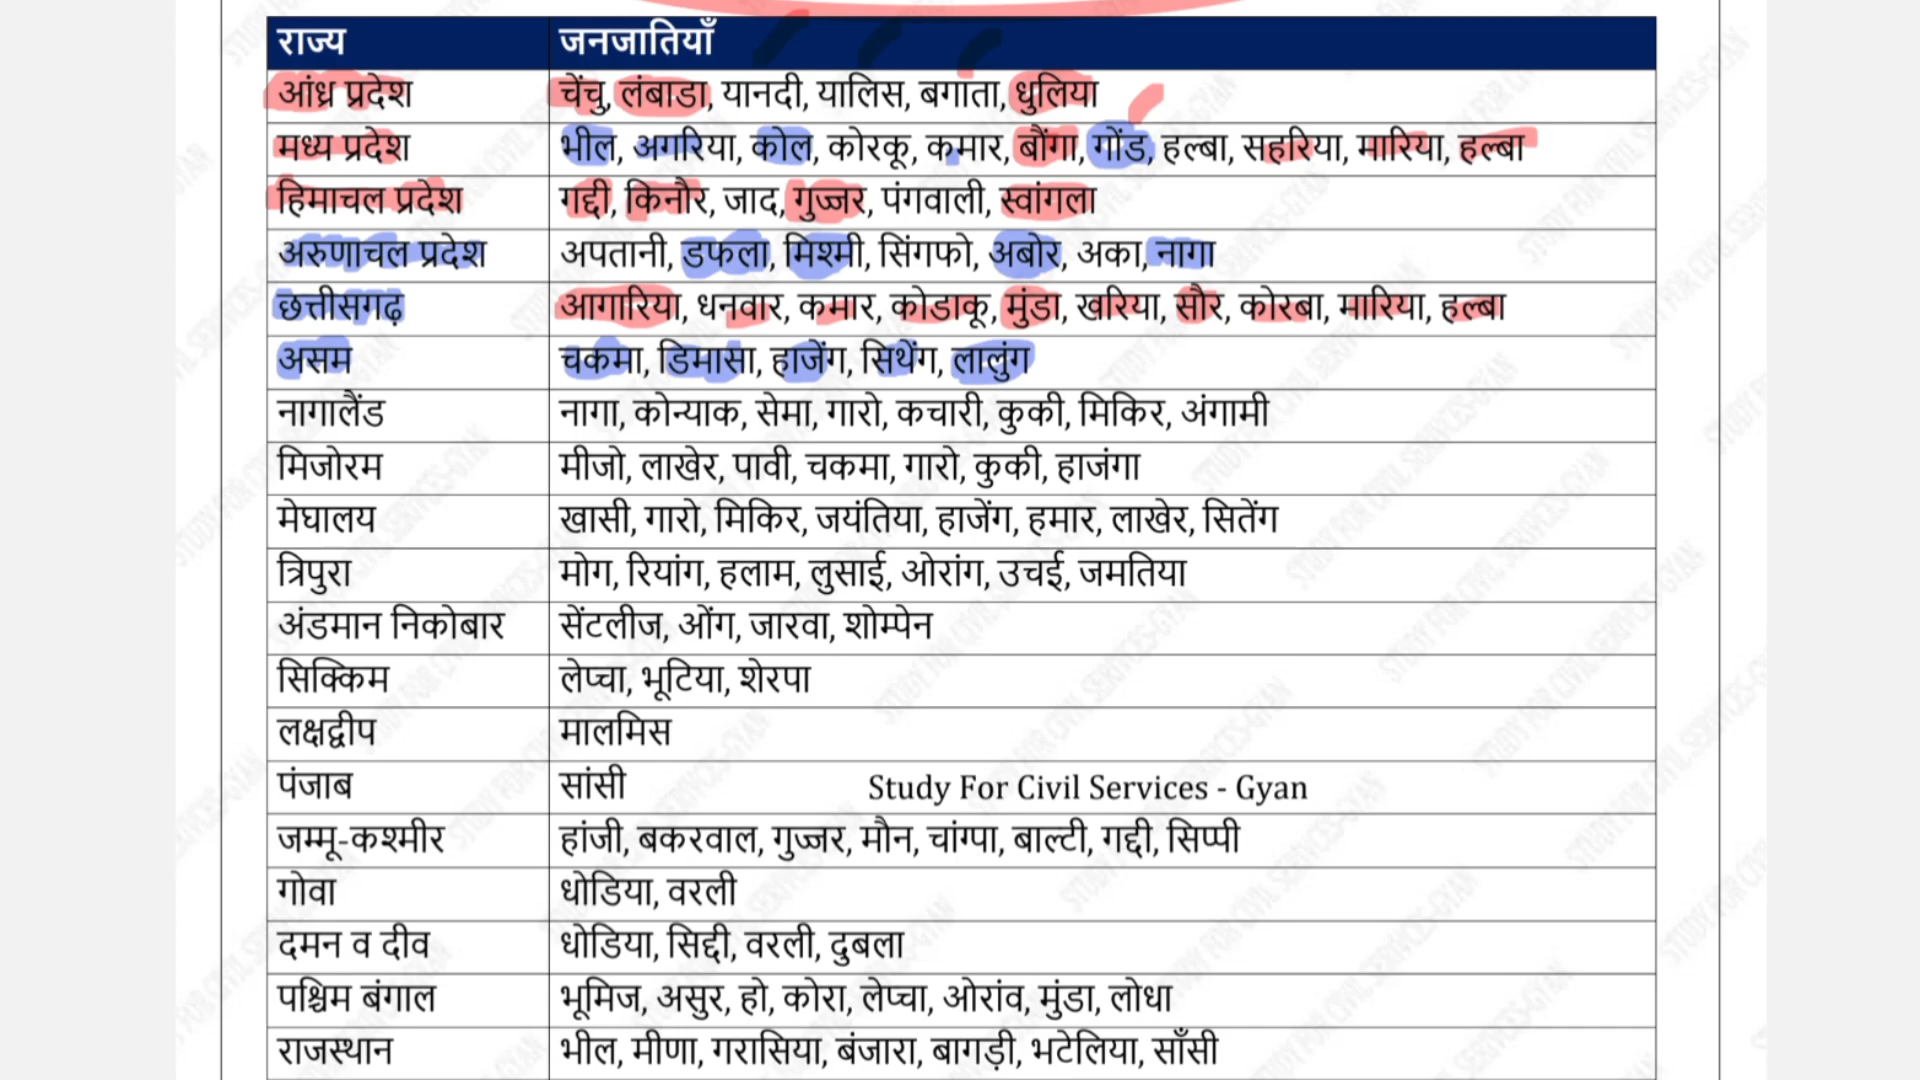 राज्य जनजातियाँ
आंध्र प्रदेश चेंचु, लंबाडा, यानदी, यालिस, बगाता, धुलिया
मध्य प्रदेश भील, अगरिया, कोल, कोरकू, कमार, बौंगा, गोंड, हल्बा, सहरिया, मारिया, हल्बा
हिमाचल प्रदेश गद्दी, किनौर, जाद, गुज्जर, पंगवाली, स्वांगला
अरुणाचल प्रदेश अपतानी, डफला, मिश्मी, सिंगफो, अबोर, अका, नागा
छत्तीसगढ़ आगारिया, धनवार, कमार, कोडाकू, मुंडा, खरिया, सौर, कोरबा, मारिया, हल्बा
असम चकमा, डिमासा, हाजेंग, सिथेंग, लालुंग
नागालैंड नागा, कोन्याक, सेमा, गारो, कचारी, कुकी, मिकिर, अंगामी
मिजोरम मीजो, लाखेर, पावी, चकमा, गारो, कुकी, हाजंगा
मेघालय खासी, गारो, मिकिर, जयंतिया, हाजेंग, हमार, लाखेर, सितेंग
त्रिपुरा मोग, रियांग, हलाम, लुसाई, ओरांग, उचई, जमतिया
अंडमान निकोबार सेंटलीज, ओंग, जारवा, शोम्पेन
सिक्किम लेप्चा, भूटिया, शेरपा
लक्षद्वीप मालमिस
पंजाब सांसी Study For Civil Services - Gyan
जम्मू-कश्मीर हांजी, बकरवाल, गुज्जर, मौन, चांग्पा, बाल्टी, गद्दी, सिप्पी
गोवा धोडिया, वरली
दमन व दीव धोडिया, सिद्दी, वरली, दुबला
पश्चिम बंगाल भूमिज, असुर, हो, कोरा, लेप्चा, ओरांव, मुंडा, लोधा
राजस्थान भील, मीणा, गरासिया, बंजारा, बागड़ी, भटेलिया, साँसी